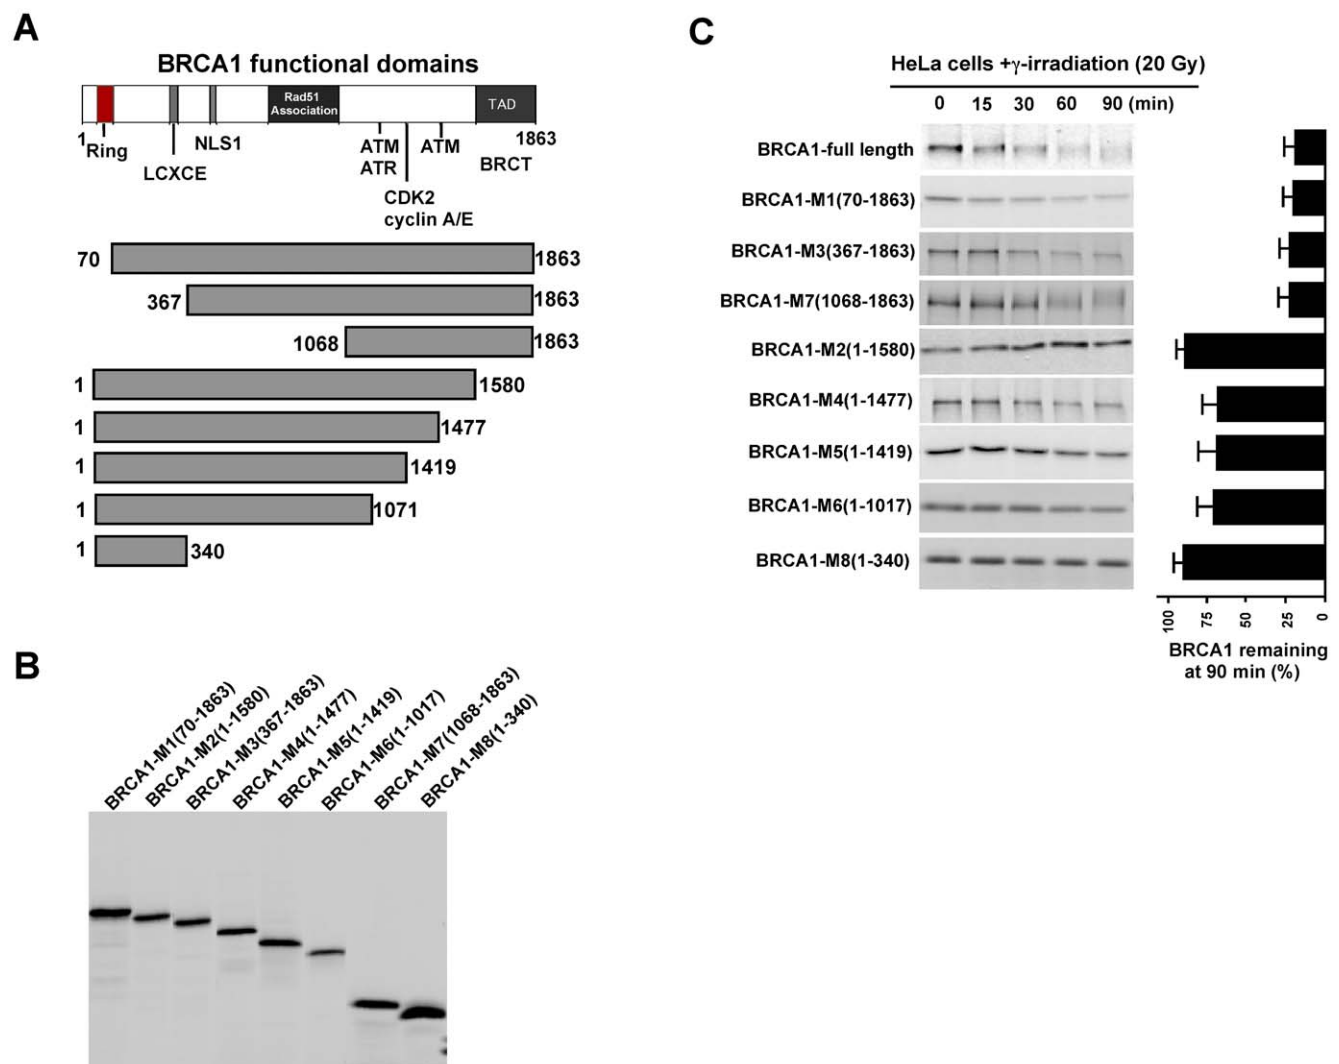 A
BRCA1 functional domains
Rad51
Association
TAD
1
1863
Ring
LCXCE
NLS1
ATM
ATR
ATM
BRCT
CDK2
cyclin A/E
70 1863
367 1863
1068 1863
1 1580
1 1477
1 1419
1 1071
1 340
B
BRCA1-M1(70-1863)
BRCA1-M2(1-1580)
BRCA1-M3(367-1863)
BRCA1-M4(1-1477)
BRCA1-M5(1-1419)
BRCA1-M6(1-1017)
BRCA1-M7(1068-1863)
BRCA1-M8(1-340)
C
HeLa cells +γ-irradiation (20 Gy)
0 15 30 60 90 (min)
BRCA1-full length
BRCA1-M1(70-1863)
BRCA1-M3(367-1863)
BRCA1-M7(1068-1863)
BRCA1-M2(1-1580)
BRCA1-M4(1-1477)
BRCA1-M5(1-1419)
BRCA1-M6(1-1017)
BRCA1-M8(1-340)
100 75 50 25 0
BRCA1 remaining
at 90 min (%)